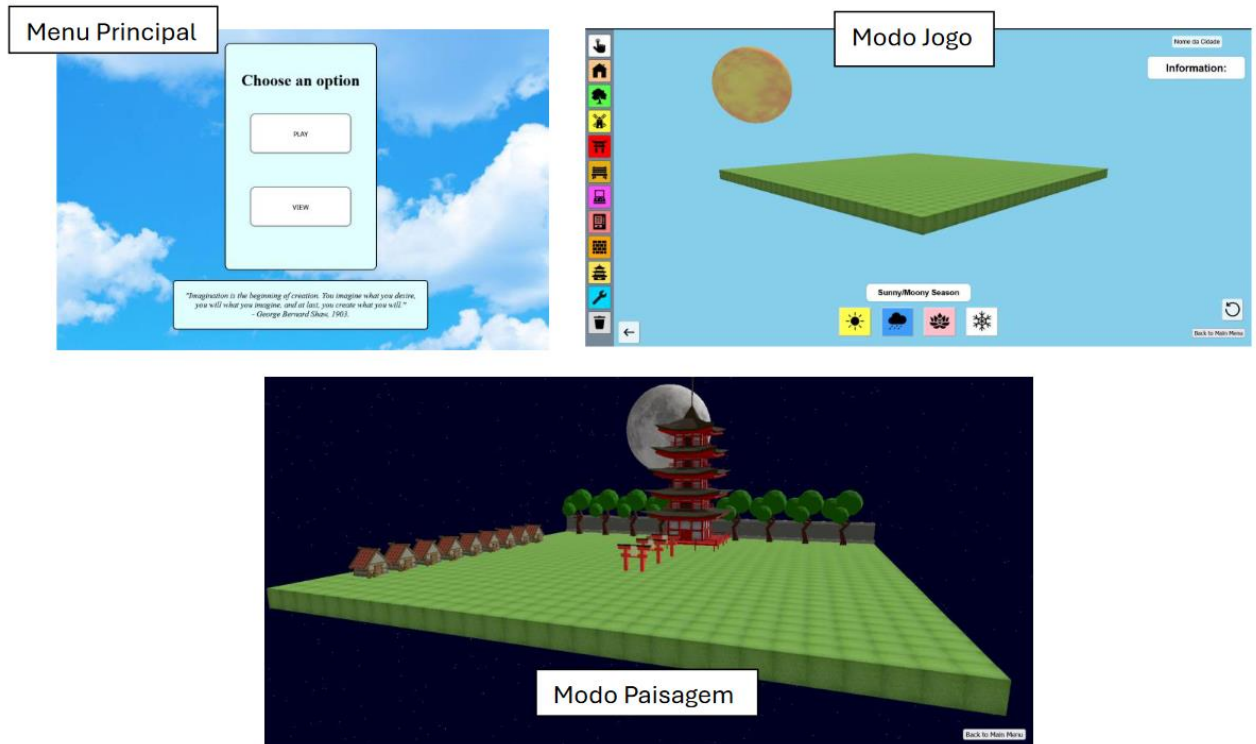 Menu Principal
Choose an option
PLAY
VIEW
"Imagination is the beginning of creation. You imagine what you desire,
you will what you imagine, and at last, you create what you will."
- George Bernard Shaw, 1903.
Modo Jogo
Nome da Cidade
Information:
Sunny/Moony Season
Back to Main Menu
Modo Paisagem
Back to Main Menu